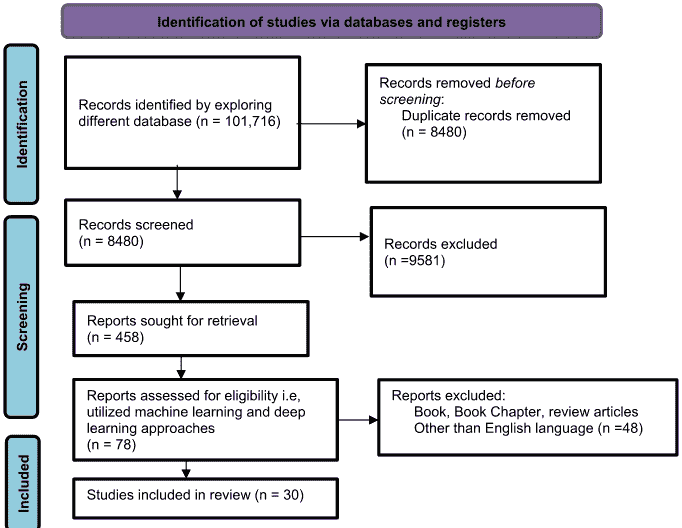 Identification of studies via databases and registers
Identification
Records identified by exploring
different database (n = 101,716)
Records removed before
screening:
Duplicate records removed
(n = 8480)
Screening
Records screened
(n = 8480)
Records excluded
(n =9581)
Reports sought for retrieval
(n = 458)
Reports assessed for eligibility i.e,
utilized machine learning and deep
learning approaches
(n = 78)
Reports excluded:
Book, Book Chapter, review articles
Other than English language (n =48)
Included
Studies included in review (n = 30)